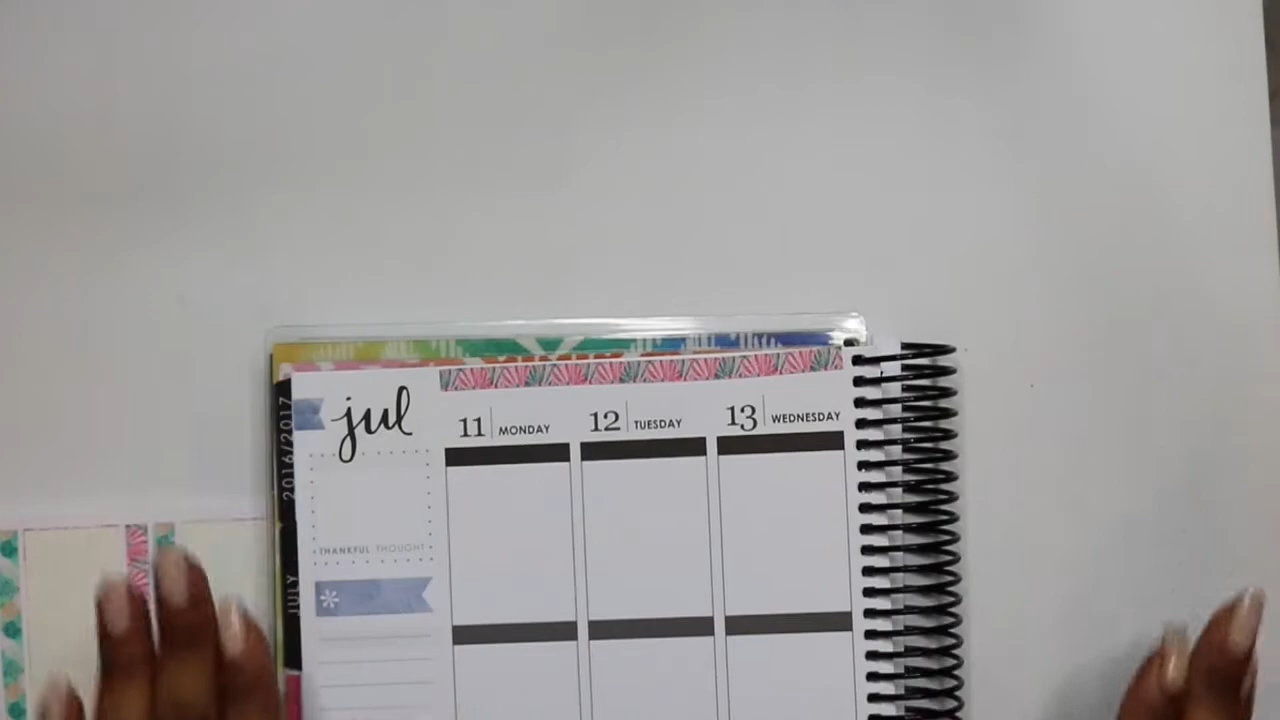 2016/2017
JULY
jul
11 MONDAY
12 TUESDAY
13 WEDNESDAY
THANKFUL THOUGHT